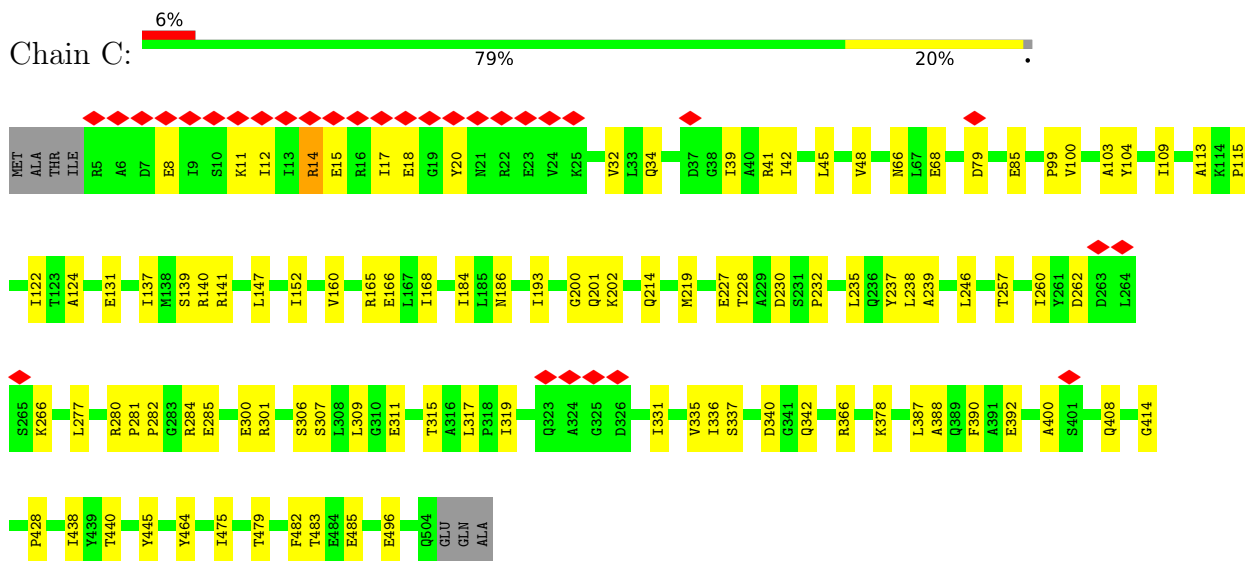 6%
Chain C:
79% 20% •
MET ALA THR ILE R5 A6 D7 E8 I9 S10 K11 I12 I13 R14 E15 R16 I17 E18 G19 Y20 N21 R22 E23 V24 K25 V32 L33 Q34 D37 G38 I39 A40 R41 I42 L45 V48 N66 L67 E68 D79 E85 P99 V100 A103 Y104 I109 A113 K114 P115
I122 T123 A124 E131 I137 M138 S139 R140 R141 L147 I152 V160 R165 E166 L167 I168 I184 L185 N186 I193 G200 Q201 K202 Q214 M219 E227 T228 A229 D230 S231 P232 L235 Q236 Y237 L238 A239 L246 T257 I260 Y261 D262 D263 L264
S265 K266 L277 R280 P281 P282 G283 R284 E285 E300 R301 S306 S307 L308 L309 G310 E311 T315 A316 L317 P318 I319 Q323 A324 G325 D326 I331 V335 I336 S337 D340 G341 Q342 R366 K378 L387 A388 Q389 F390 A391 E392 A400 S401 Q408 G414
P428 I438 Y439 T440 Y445 Y464 I475 T479 F482 T483 E484 E485 E496 Q504 GLU GLN ALA